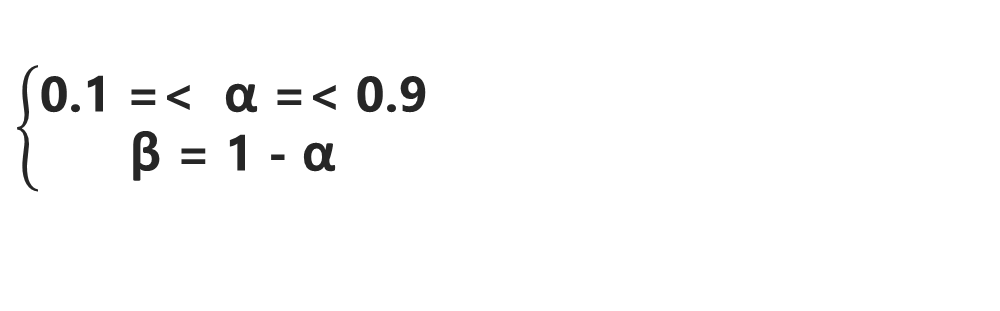 0.1 =< α =< 0.9
β = 1 - α